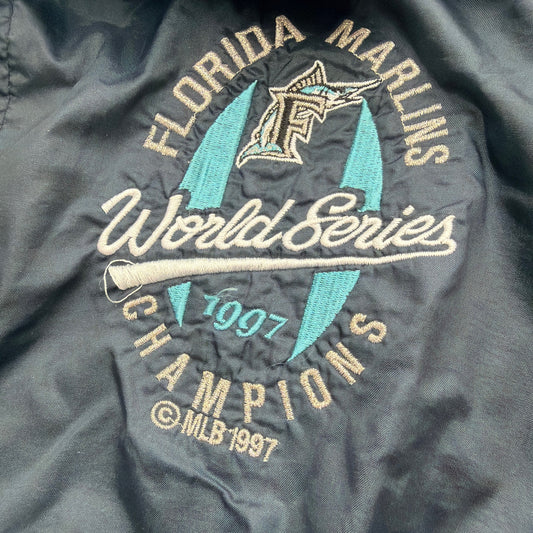 FLORIDA MARLINS
F
World Series
1997
CHAMPIONS
© MLB 1997